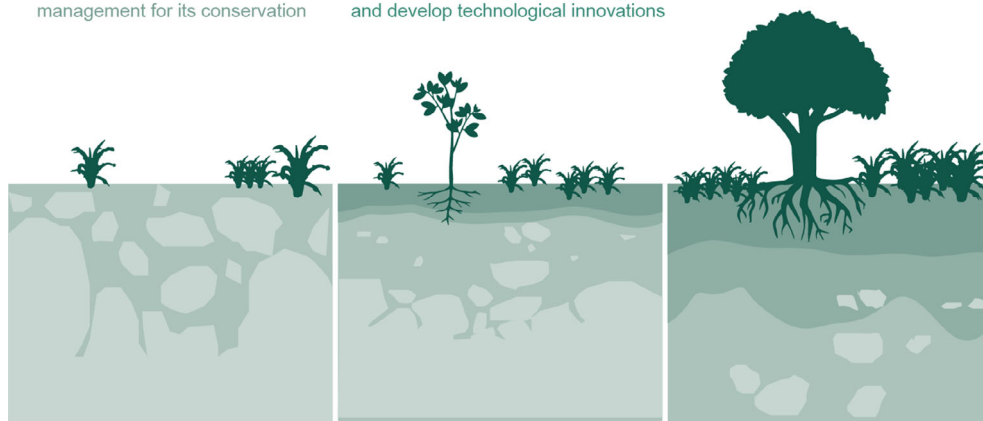 management for its conservation
and develop technological innovations